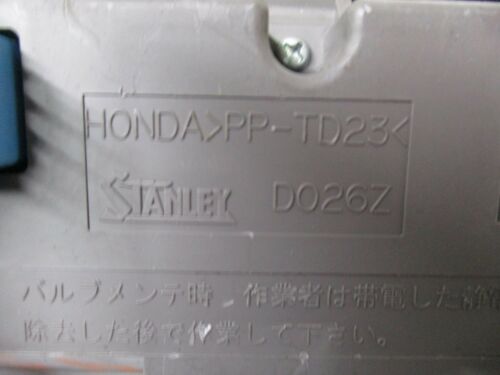 HONDA>PP-TD23<
STANLEY D026Z
バルブメンテ時,作業者は帯電した静
除去した後で作業して下さい。